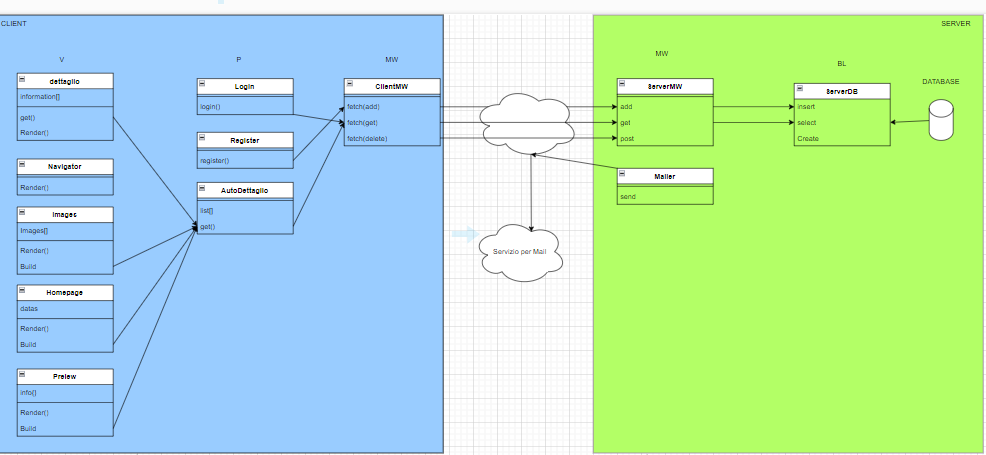 CLIENT
V
P
MW
dettaglio
information[]
get()
Render()
Navigator
Render()
Images
Images[]
Render()
Build
Homepage
datas
Render()
Build
Preiew
info()
Render()
Build
Login
login()
Register
register()
AutoDettaglio
list[]
get()
ClientMW
fetch(add)
fetch(get)
fetch(delete)
Servizio per Mail
SERVER
MW
BL
DATABASE
ServerMW
add
get
post
Mailer
send
ServerDB
insert
select
Create